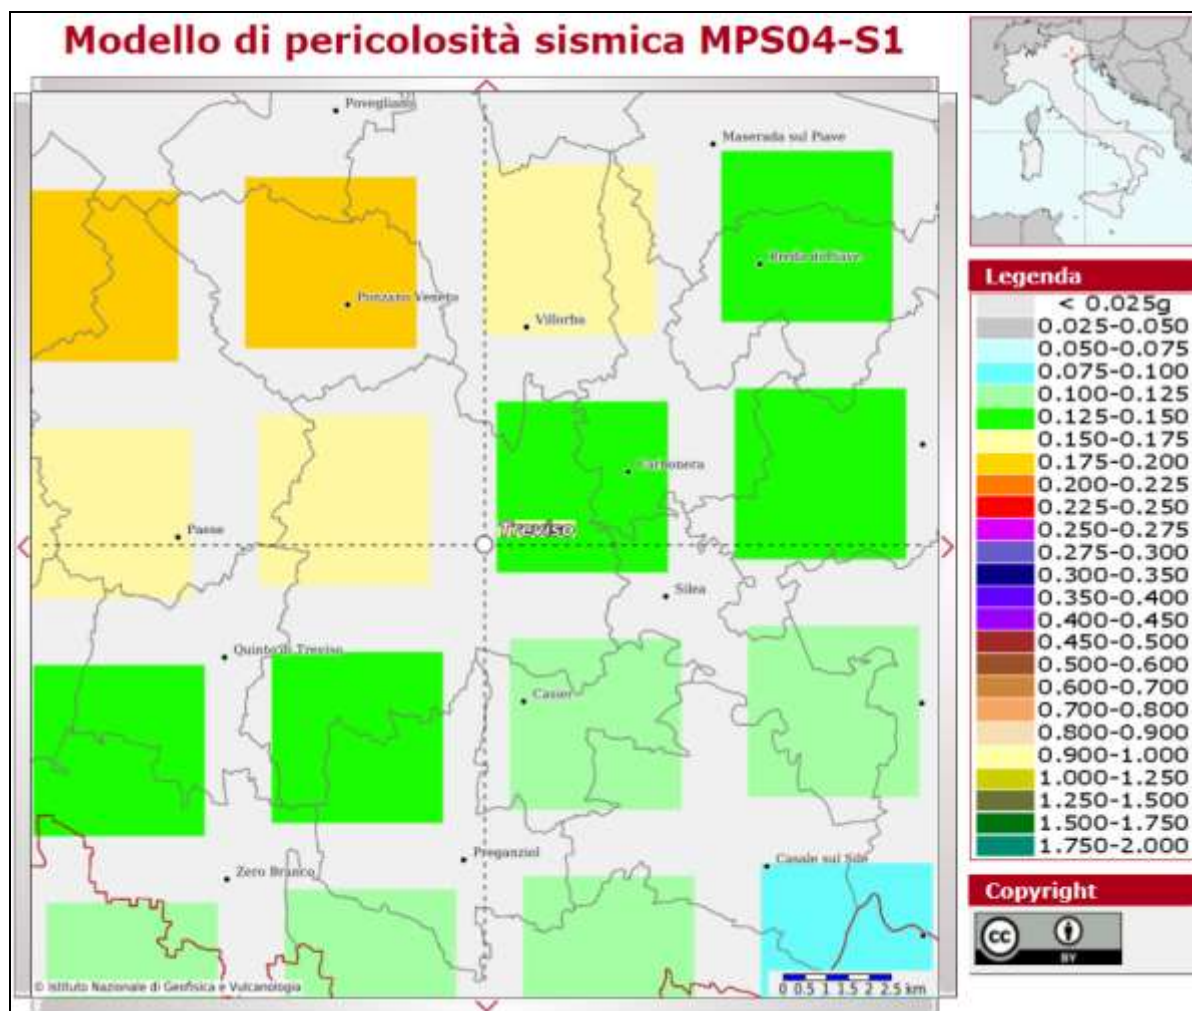 Modello di pericolosità sismica MPS04-S1
Povegliano
Maserada sul Piave
Breda di Piave
Ponzano Veneto
Villorba
Carbonera
Treviso
Paese
Silea
Quinto di Treviso
Casier
Preganziol
Casale sul Sile
Zero Branco
© Istituto Nazionale di Geofisica e Vulcanologia
0 0.5 1 1.5 2 2.5 km
Legenda
< 0.025g
0.025-0.050
0.050-0.075
0.075-0.100
0.100-0.125
0.125-0.150
0.150-0.175
0.175-0.200
0.200-0.225
0.225-0.250
0.250-0.275
0.275-0.300
0.300-0.350
0.350-0.400
0.400-0.450
0.450-0.500
0.500-0.600
0.600-0.700
0.700-0.800
0.800-0.900
0.900-1.000
1.000-1.250
1.250-1.500
1.500-1.750
1.750-2.000
Copyright
cc
BY